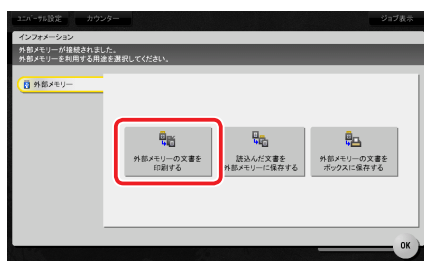 ユニバーサル設定 カウンター ジョブ表示
インフォメーション
外部メモリーが接続されました。
外部メモリーを利用する用途を選択してください。
外部メモリー
外部メモリーの文書を
印刷する
読込んだ文書を
外部メモリーに保存する
外部メモリーの文書を
ボックスに保存する
OK